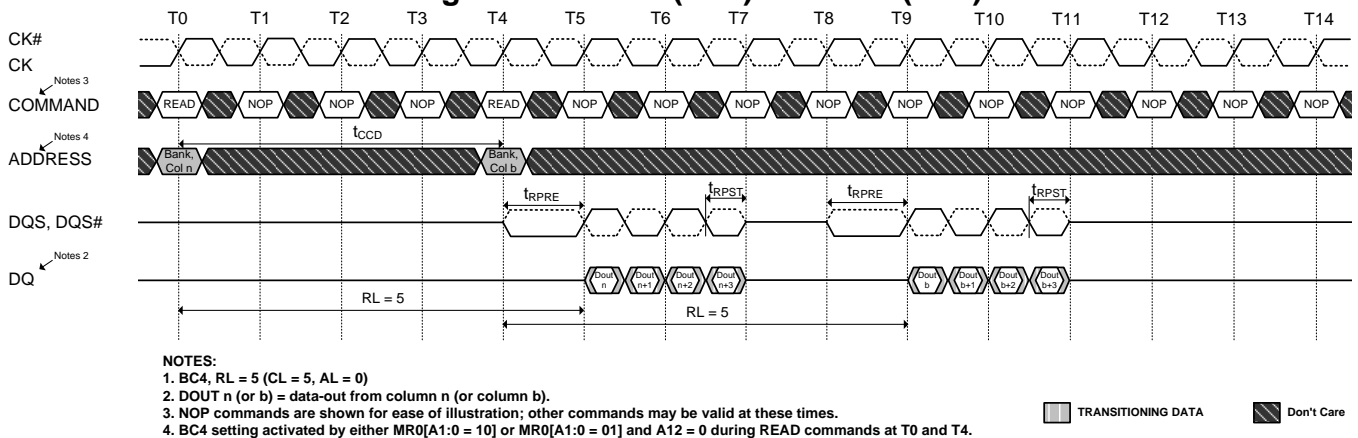 T0 T1 T2 T3 T4 T5 T6 T7 T8 T9 T10 T11 T12 T13 T14
CK#
CK
Notes 3
COMMAND READ NOP NOP NOP READ NOP NOP NOP NOP NOP NOP NOP NOP NOP NOP
tCCD
Notes 4
ADDRESS Bank, Col n Bank, Col b
tRPRE tRPST tRPRE tRPST
DQS, DQS#
Notes 2
DQ Dout n Dout n+1 Dout n+2 Dout n+3 Dout b Dout b+1 Dout b+2 Dout b+3
RL = 5
RL = 5
NOTES:
1. BC4, RL = 5 (CL = 5, AL = 0)
2. DOUT n (or b) = data-out from column n (or column b).
3. NOP commands are shown for ease of illustration; other commands may be valid at these times.
4. BC4 setting activated by either MR0[A1:0 = 10] or MR0[A1:0 = 01] and A12 = 0 during READ commands at T0 and T4.
TRANSITIONING DATA Don't Care